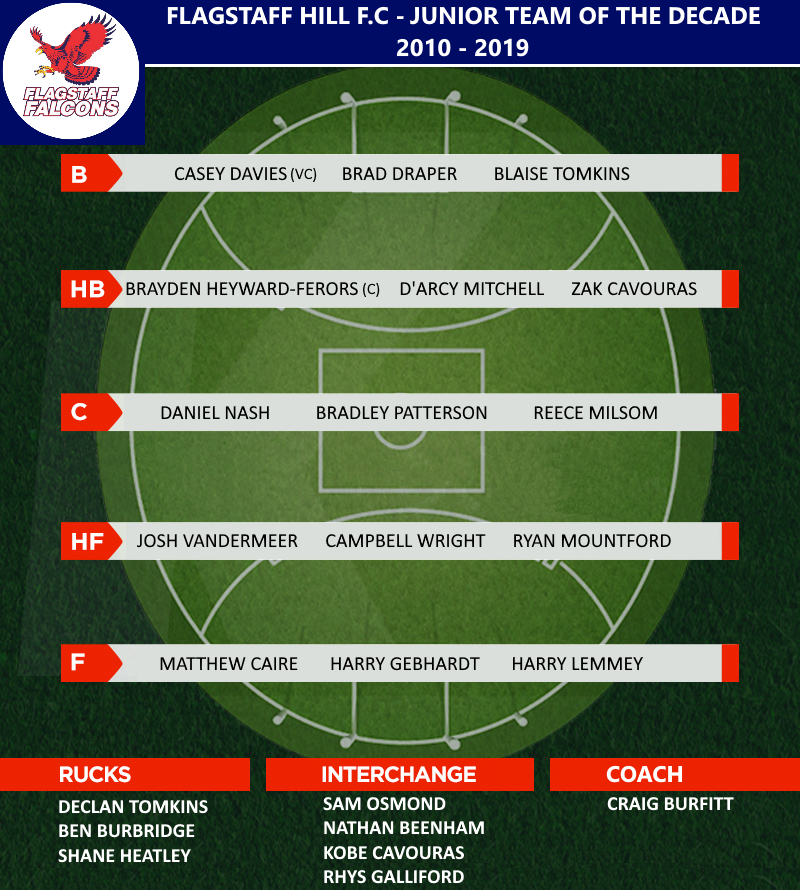 FLAGSTAFF HILL F.C - JUNIOR TEAM OF THE DECADE
2010 - 2019
FLAGSTAFF
FALCONS
B CASEY DAVIES (VC) BRAD DRAPER BLAISE TOMKINS
HB BRAYDEN HEYWARD-FERORS (C) D'ARCY MITCHELL ZAK CAVOURAS
C DANIEL NASH BRADLEY PATTERSON REECE MILSOM
HF JOSH VANDERMEER CAMPBELL WRIGHT RYAN MOUNTFORD
F MATTHEW CAIRE HARRY GEBHARDT HARRY LEMMEY
RUCKS
DECLAN TOMKINS
BEN BURBRIDGE
SHANE HEATLEY
INTERCHANGE
SAM OSMOND
NATHAN BEENHAM
KOBE CAVOURAS
RHYS GALLIFORD
COACH
CRAIG BURFITT